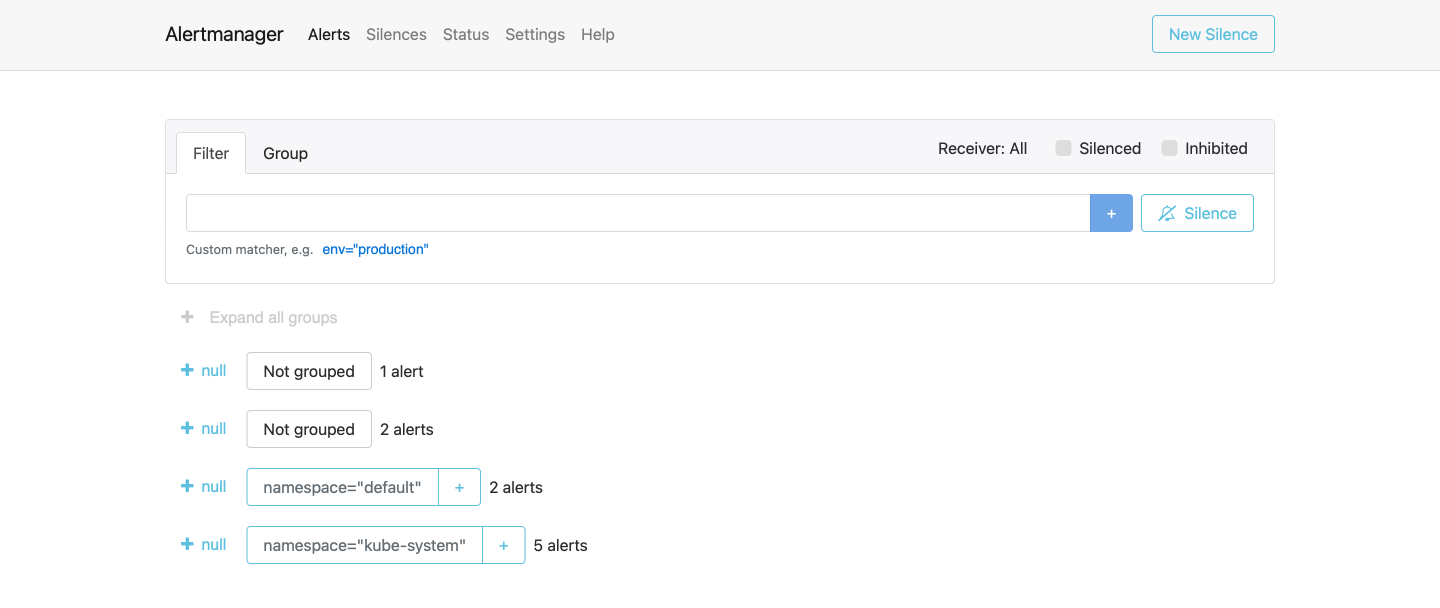 Alertmanager Alerts Silences Status Settings Help New Silence
Filter Group Receiver: All Silenced Inhibited
+ Silence
Custom matcher, e.g. env="production"
+ Expand all groups
+ null Not grouped 1 alert
+ null Not grouped 2 alerts
+ null namespace="default" + 2 alerts
+ null namespace="kube-system" + 5 alerts